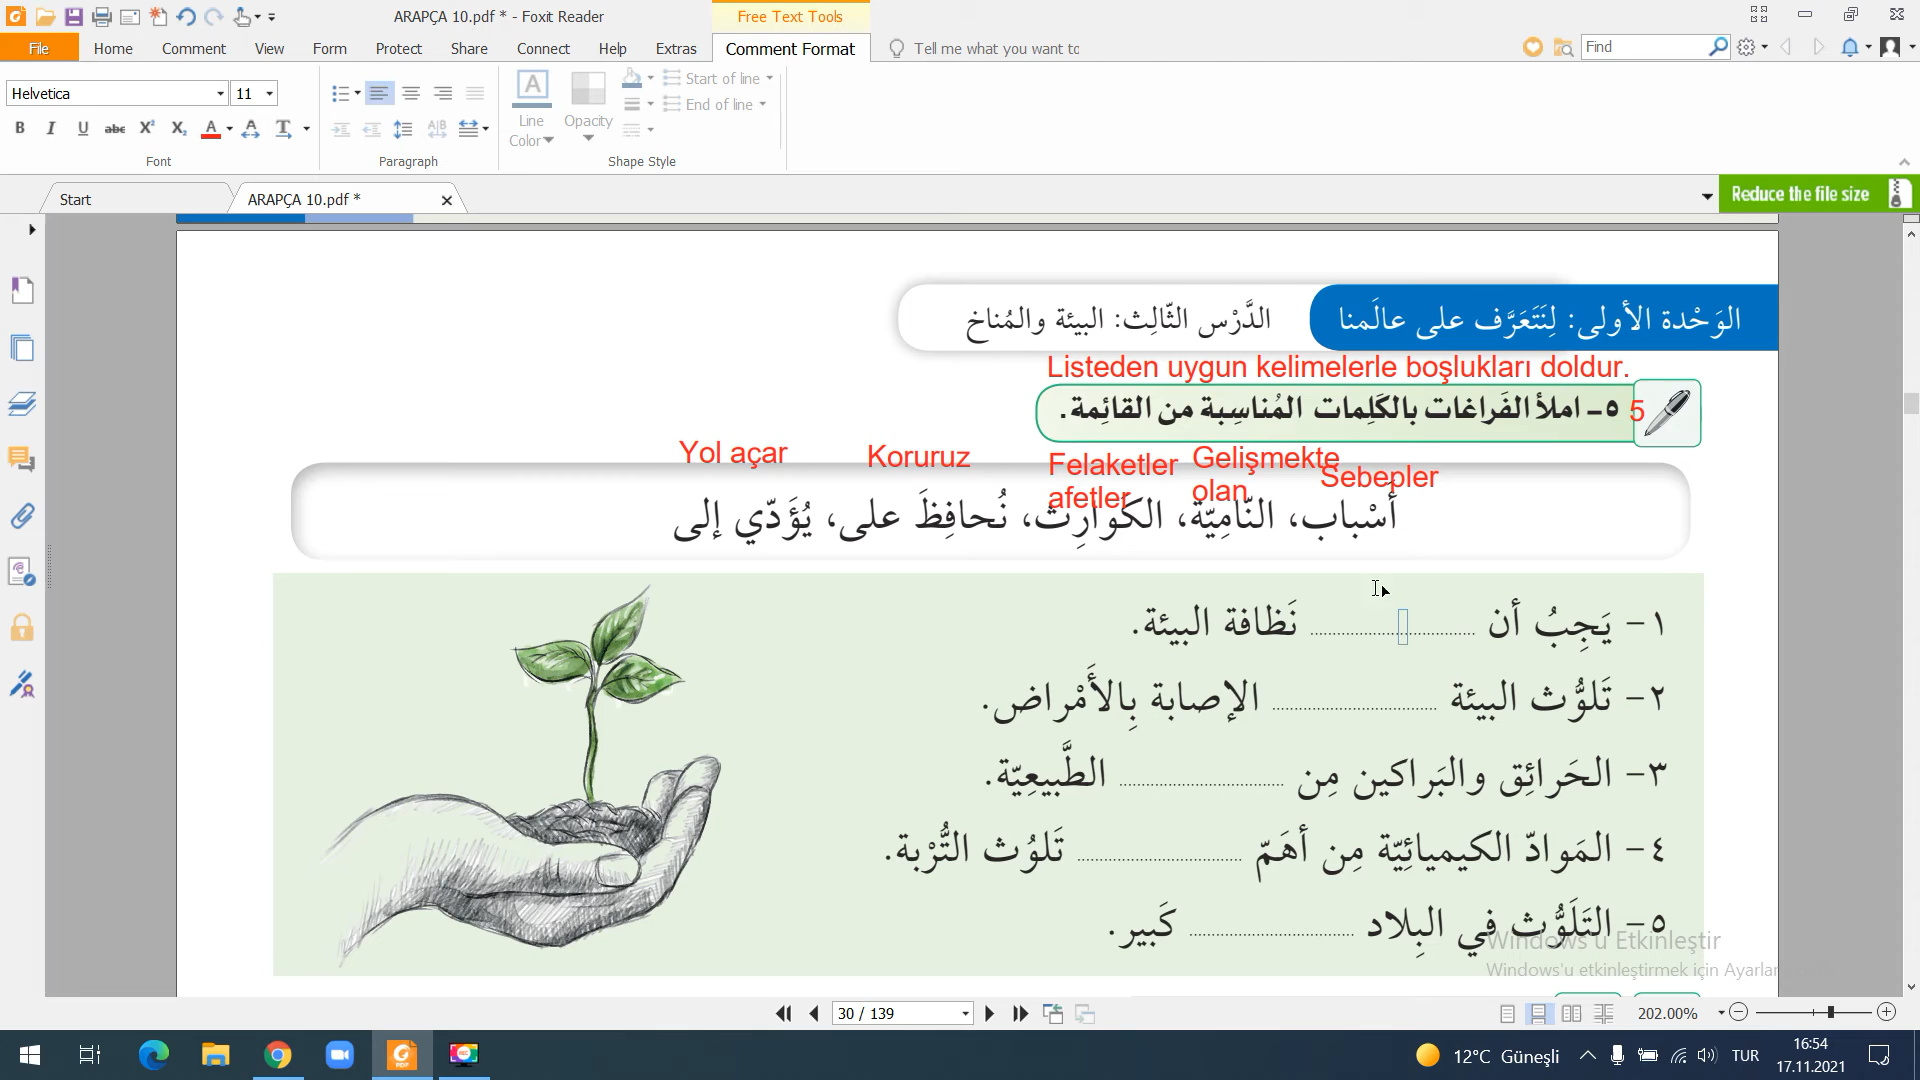 ARAPÇA 10.pdf * - Foxit Reader
Free Text Tools
File Home Comment View Form Protect Share Connect Help Extras Comment Format Tell me what you want to
Find
Helvetica 11
Start of line
End of line
Line Color
Opacity
Font Paragraph Shape Style
Start
ARAPÇA 10.pdf *
Reduce the file size
الوَحْدة الأولى: لِنَتَعَرَّف على عالَمنا
الدَّرْس الثّالِث: البيئة والمُناخ
Listeden uygun kelimelerle boşlukları doldur.
٥- املأ الفَراغات بالكَلِمات المُناسِبة من القائِمة.
5
Yol açar
Koruruz
Felaketler
afetler
Gelişmekte
olan
Sebepler
أَسْباب، النّامِيّة، الكَوارِث، نُحافِظَ على، يُؤَدّي إلى
١- يَجِبُ أن ........................ نَظافة البيئة.
٢- تَلوُّث البيئة ........................ الإصابة بِالأَمْراض.
٣- الحَرائِق والبَراكين مِن ........................ الطَّبيعِيّة.
٤- المَوادّ الكيميائِيّة مِن أهَمّ ........................ تَلوُث التُّرْبة.
٥- التَلَوُّث في البِلاد ........................ كَبير.
Windows'u Etkinleştir
Windows'u etkinleştirmek için Ayarlar
30 / 139
202.00%
12°C Güneşli
TUR
16:54
17.11.2021